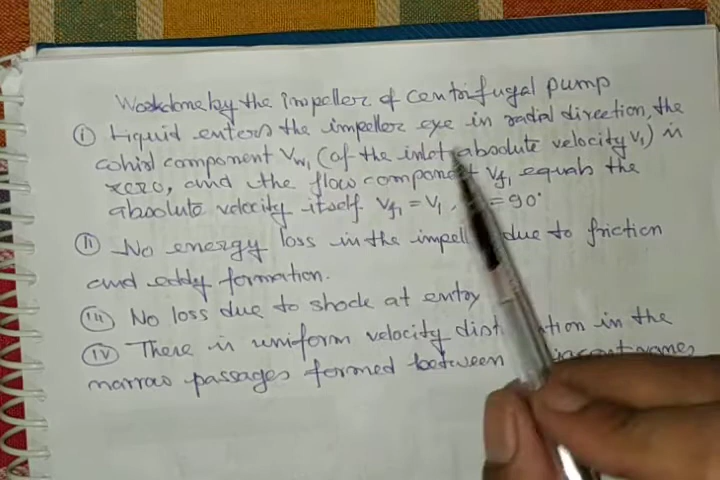 Workdone by the impeller of centrifugal pump
(i) Liquid enters the impeller eye in radial direction, the
whirl component Vw1 (of the inlet absolute velocity V1) is
zero, and the flow component Vf1 equals the
absolute velocity itself. Vf1 = V1, = 90°
(ii) No energy loss in the impell due to friction
and eddy formation.
(iii) No loss due to shock at entry
(iv) There is uniform velocity dist ation in the
narrow passages formed between